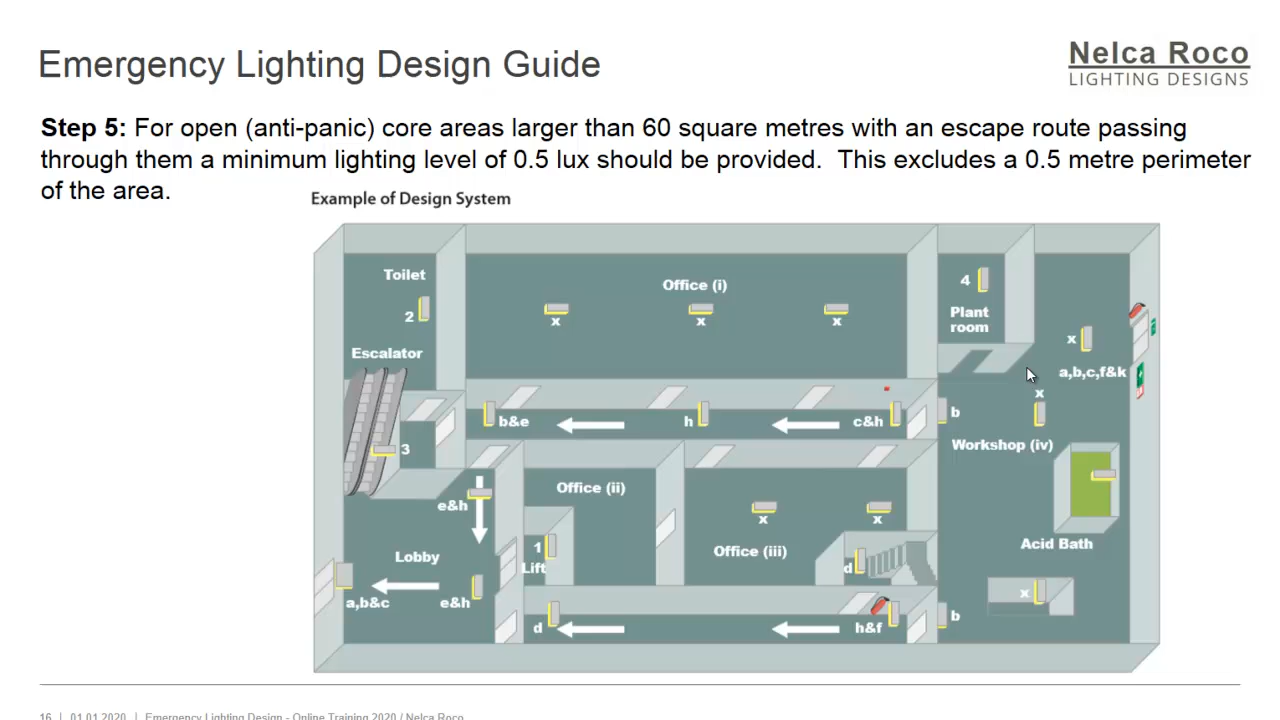 Emergency Lighting Design Guide
Nelca Roco
LIGHTING DESIGNS
Step 5: For open (anti-panic) core areas larger than 60 square metres with an escape route passing
through them a minimum lighting level of 0.5 lux should be provided.  This excludes a 0.5 metre perimeter
of the area.
Example of Design System
Toilet
2
Escalator
3
Office (i)
x
x
x
4
Plant
room
x
a,b,c,f&k
x
b&e
h
c&h
b
Workshop (iv)
e&h
Office (ii)
x
x
Office (iii)
1
Lift
d
Acid Bath
Lobby
a,b&c
e&h
x
d
h&f
b
16 | 01.01.2020 | Emergency Lighting Design - Online Training 2020 / Nelca Roco